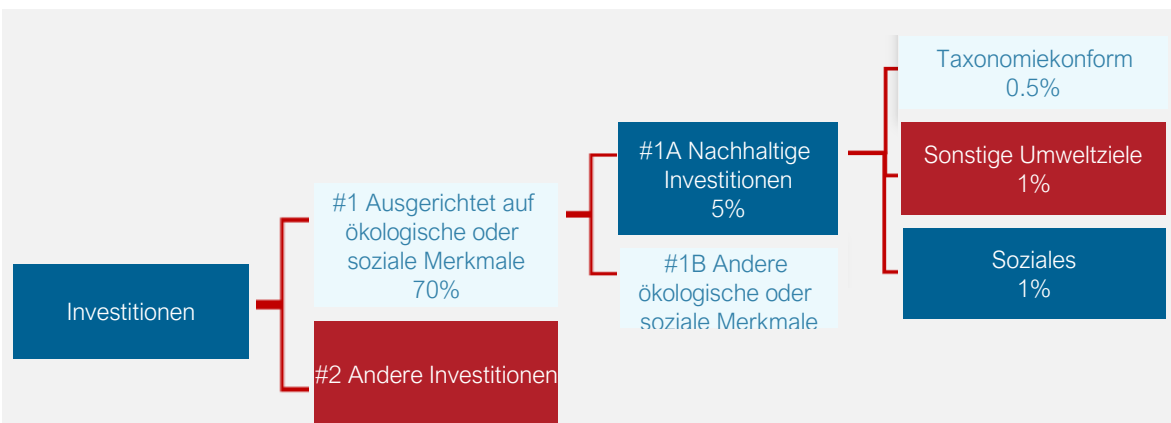 Investitionen
#1 Ausgerichtet auf
ökologische oder
soziale Merkmale
70%
#2 Andere Investitionen
#1A Nachhaltige
Investitionen
5%
#1B Andere
ökologische oder
soziale Merkmale
Taxonomiekonform
0.5%
Sonstige Umweltziele
1%
Soziales
1%